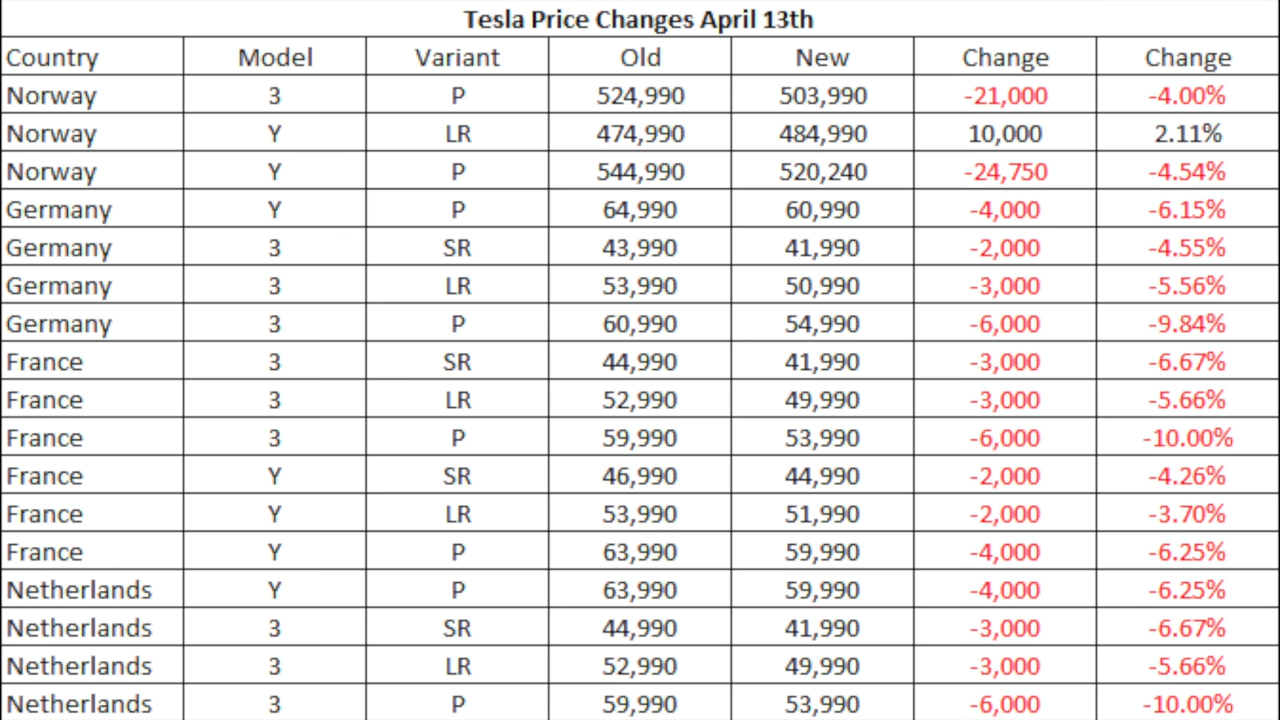 Tesla Price Changes April 13th
Country Model Variant Old New Change Change
Norway 3 P 524,990 503,990 -21,000 -4.00%
Norway Y LR 474,990 484,990 10,000 2.11%
Norway Y P 544,990 520,240 -24,750 -4.54%
Germany Y P 64,990 60,990 -4,000 -6.15%
Germany 3 SR 43,990 41,990 -2,000 -4.55%
Germany 3 LR 53,990 50,990 -3,000 -5.56%
Germany 3 P 60,990 54,990 -6,000 -9.84%
France 3 SR 44,990 41,990 -3,000 -6.67%
France 3 LR 52,990 49,990 -3,000 -5.66%
France 3 P 59,990 53,990 -6,000 -10.00%
France Y SR 46,990 44,990 -2,000 -4.26%
France Y LR 53,990 51,990 -2,000 -3.70%
France Y P 63,990 59,990 -4,000 -6.25%
Netherlands Y P 63,990 59,990 -4,000 -6.25%
Netherlands 3 SR 44,990 41,990 -3,000 -6.67%
Netherlands 3 LR 52,990 49,990 -3,000 -5.66%
Netherlands 3 P 59,990 53,990 -6,000 -10.00%